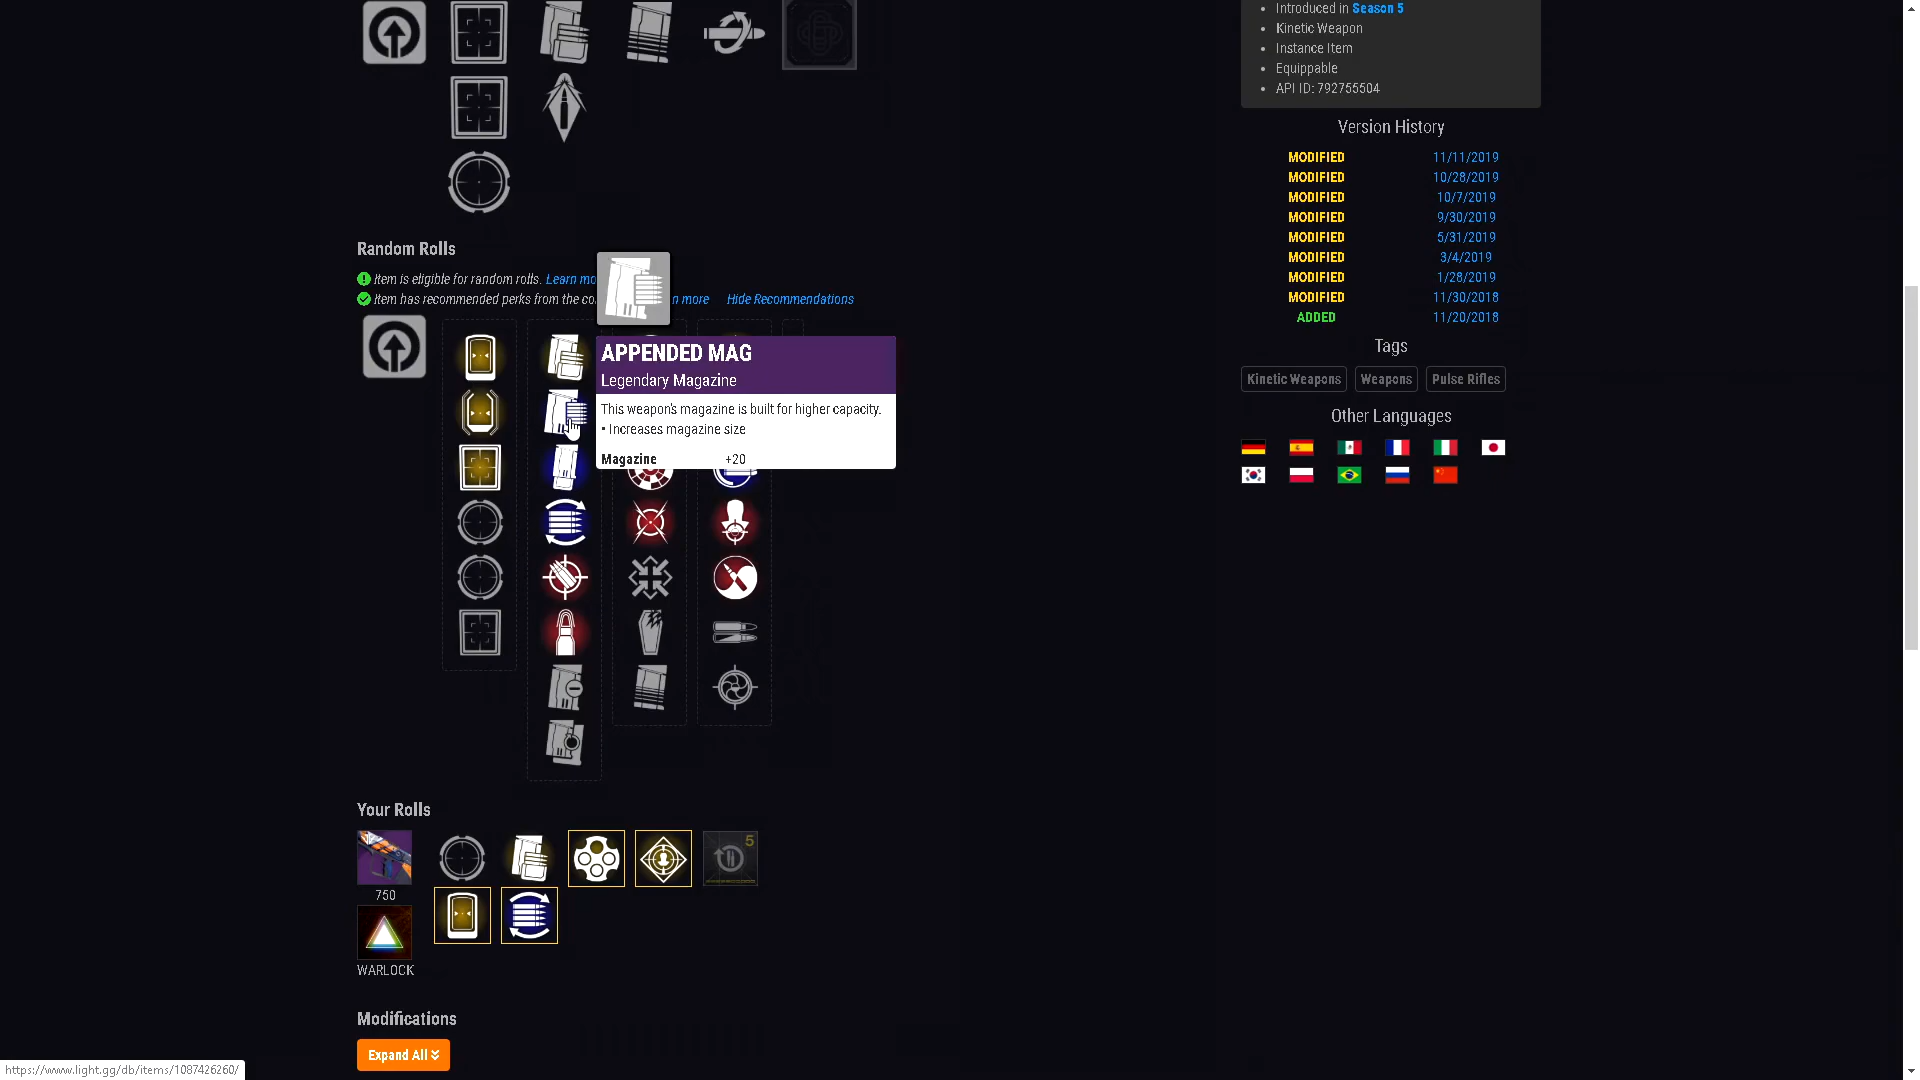 Introduced in Season 5
Kinetic Weapon
Instance Item
Equippable
API ID: 792755504
Version History
MODIFIED 11/11/2019
MODIFIED 10/28/2019
MODIFIED 10/7/2019
MODIFIED 9/30/2019
MODIFIED 5/31/2019
MODIFIED 3/4/2019
MODIFIED 1/28/2019
MODIFIED 11/30/2018
ADDED 11/20/2018
Tags
Kinetic Weapons Weapons Pulse Rifles
Other Languages
Random Rolls
Item is eligible for random rolls. Learn mo
Item has recommended perks from the co n more Hide Recommendations
APPENDED MAG
Legendary Magazine
This weapon's magazine is built for higher capacity.
• Increases magazine size
Magazine +20
Your Rolls
5
750
WARLOCK
Modifications
Expand All
https://www.light.gg/db/items/1087426260/